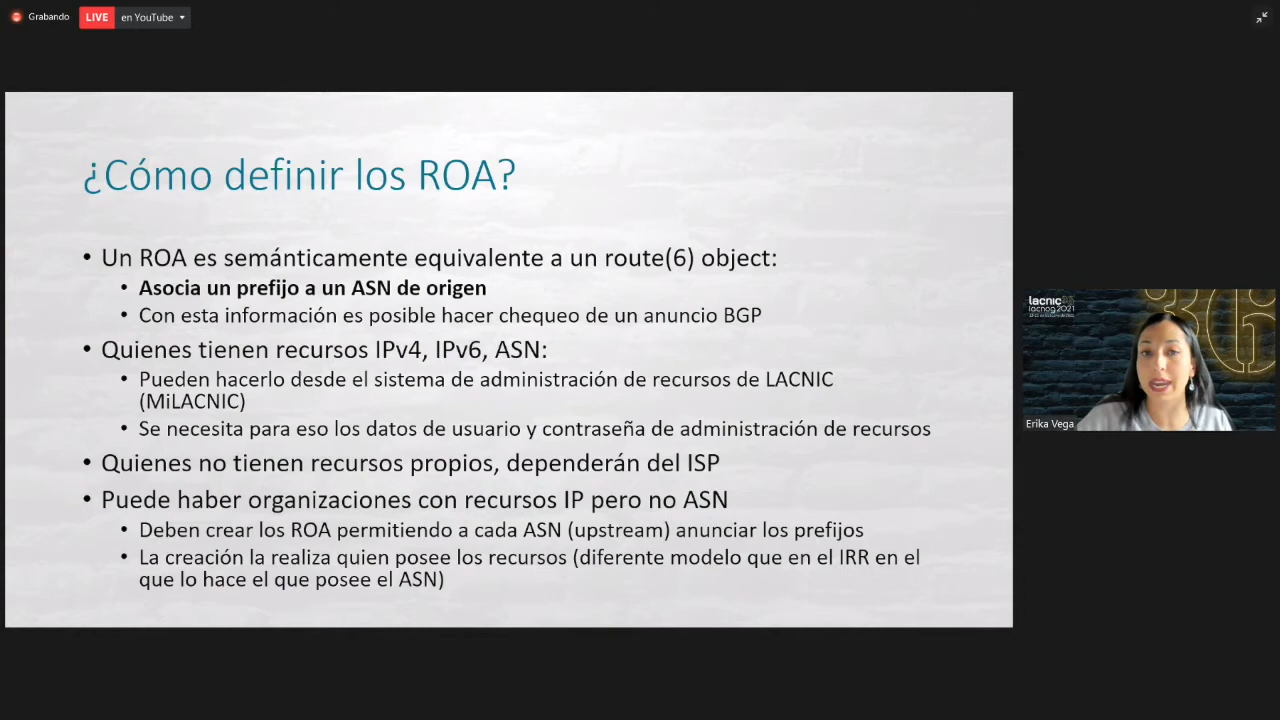 Grabando
LIVE en YouTube
¿Cómo definir los ROA?
• Un ROA es semánticamente equivalente a un route(6) object:
• Asocia un prefijo a un ASN de origen
• Con esta información es posible hacer chequeo de un anuncio BGP
• Quienes tienen recursos IPv4, IPv6, ASN:
• Pueden hacerlo desde el sistema de administración de recursos de LACNIC
(MiLACNIC)
• Se necesita para eso los datos de usuario y contraseña de administración de recursos
• Quienes no tienen recursos propios, dependerán del ISP
• Puede haber organizaciones con recursos IP pero no ASN
• Deben crear los ROA permitiendo a cada ASN (upstream) anunciar los prefijos
• La creación la realiza quien posee los recursos (diferente modelo que en el IRR en el
que lo hace el que posee el ASN)
lacnic36
lacnog2021
Erika Vega